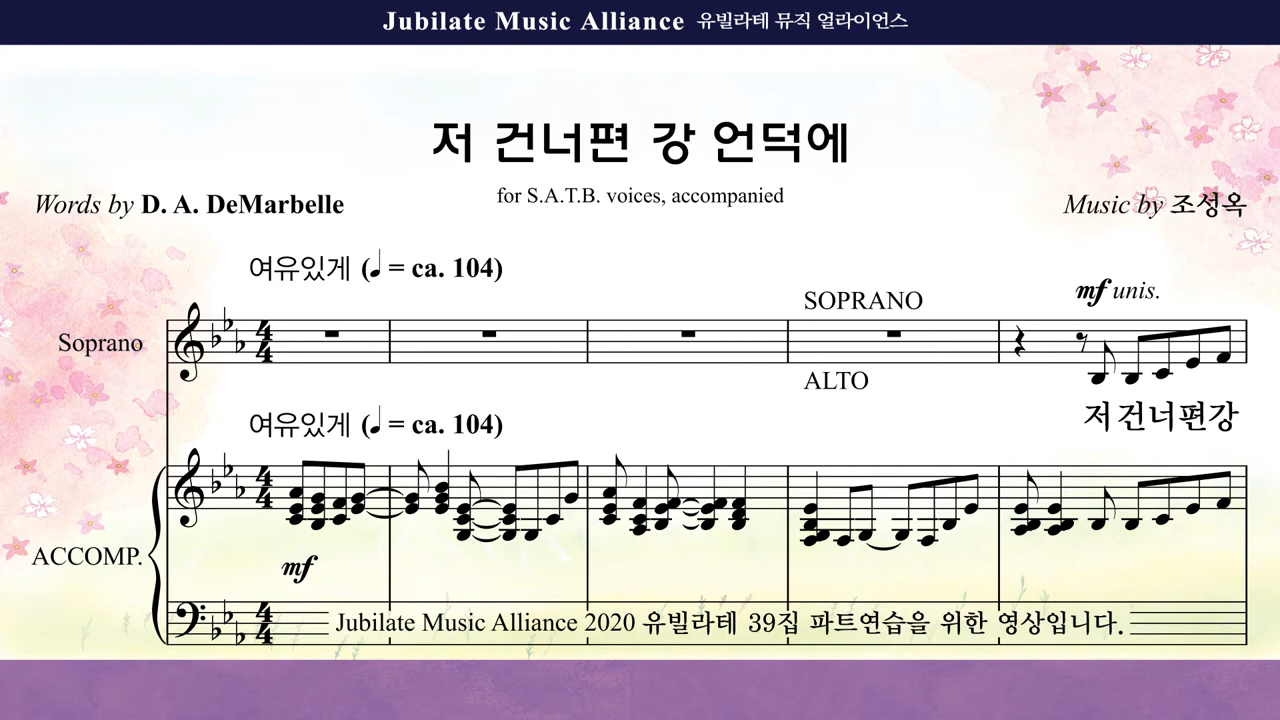 Jubilate Music Alliance 유빌라테 뮤직 얼라이언스
저 건너편 강 언덕에
for S.A.T.B. voices, accompanied
Words by D. A. DeMarbelle
Music by 조성옥
여유있게 (♩ = ca. 104)
SOPRANO
mf unis.
Soprano
ALTO
저 건너편강
여유있게 (♩ = ca. 104)
ACCOMP.
mf
Jubilate Music Alliance 2020 유빌라테 39집 파트연습을 위한 영상입니다.